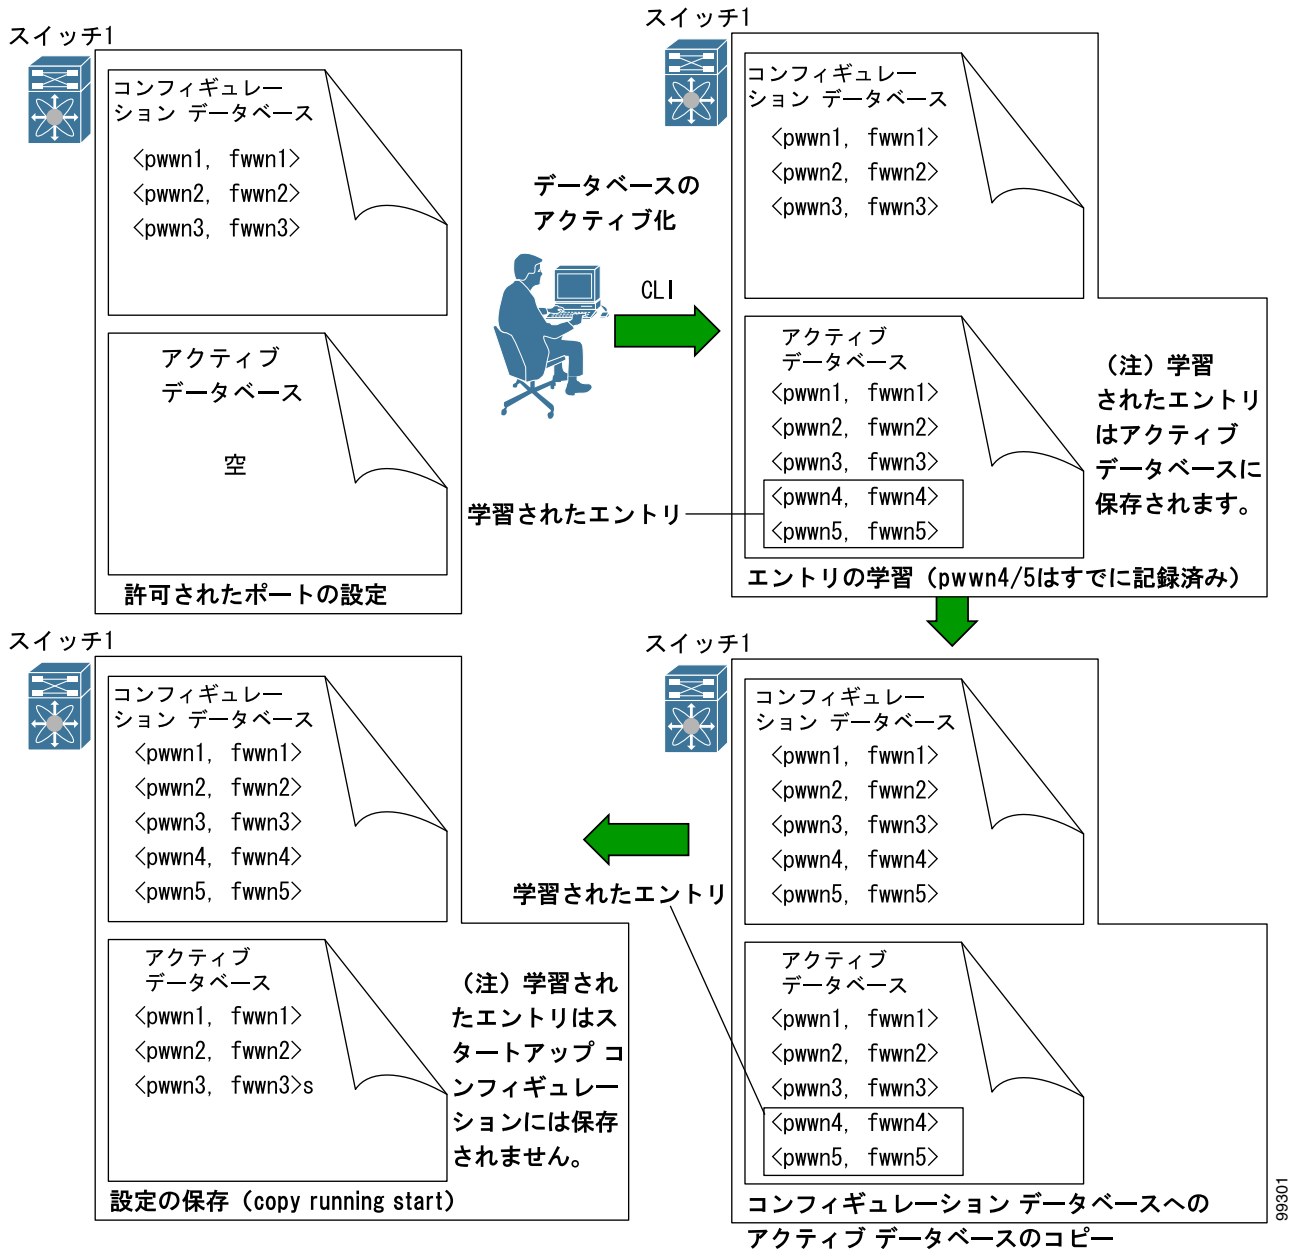 スイッチ1
コンフィギュレー
ション データベース
<pwwn1, fwwn1>
<pwwn2, fwwn2>
<pwwn3, fwwn3>
アクティブ
データベース
空
許可されたポートの設定
データベースの
アクティブ化
CLI
スイッチ1
コンフィギュレー
ション データベース
<pwwn1, fwwn1>
<pwwn2, fwwn2>
<pwwn3, fwwn3>
アクティブ
データベース
<pwwn1, fwwn1>
<pwwn2, fwwn2>
<pwwn3, fwwn3>
<pwwn4, fwwn4>
<pwwn5, fwwn5>
学習されたエントリ
（注）学習
されたエントリ
はアクティブ
データベースに
保存されます。
エントリの学習（pwwn4/5はすでに記録済み）
スイッチ1
コンフィギュレー
ション データベース
<pwwn1, fwwn1>
<pwwn2, fwwn2>
<pwwn3, fwwn3>
<pwwn4, fwwn4>
<pwwn5, fwwn5>
アクティブ
データベース
<pwwn1, fwwn1>
<pwwn2, fwwn2>
<pwwn3, fwwn3>
<pwwn4, fwwn4>
<pwwn5, fwwn5>
学習されたエントリ
コンフィギュレーション データベースへの
アクティブ データベースのコピー
スイッチ1
コンフィギュレー
ション データベース
<pwwn1, fwwn1>
<pwwn2, fwwn2>
<pwwn3, fwwn3>
<pwwn4, fwwn4>
<pwwn5, fwwn5>
アクティブ
データベース
<pwwn1, fwwn1>
<pwwn2, fwwn2>
<pwwn3, fwwn3>s
（注）学習され
たエントリはス
タートアップ コ
ンフィギュレー
ションには保存
されません。
設定の保存（copy running start）
99301